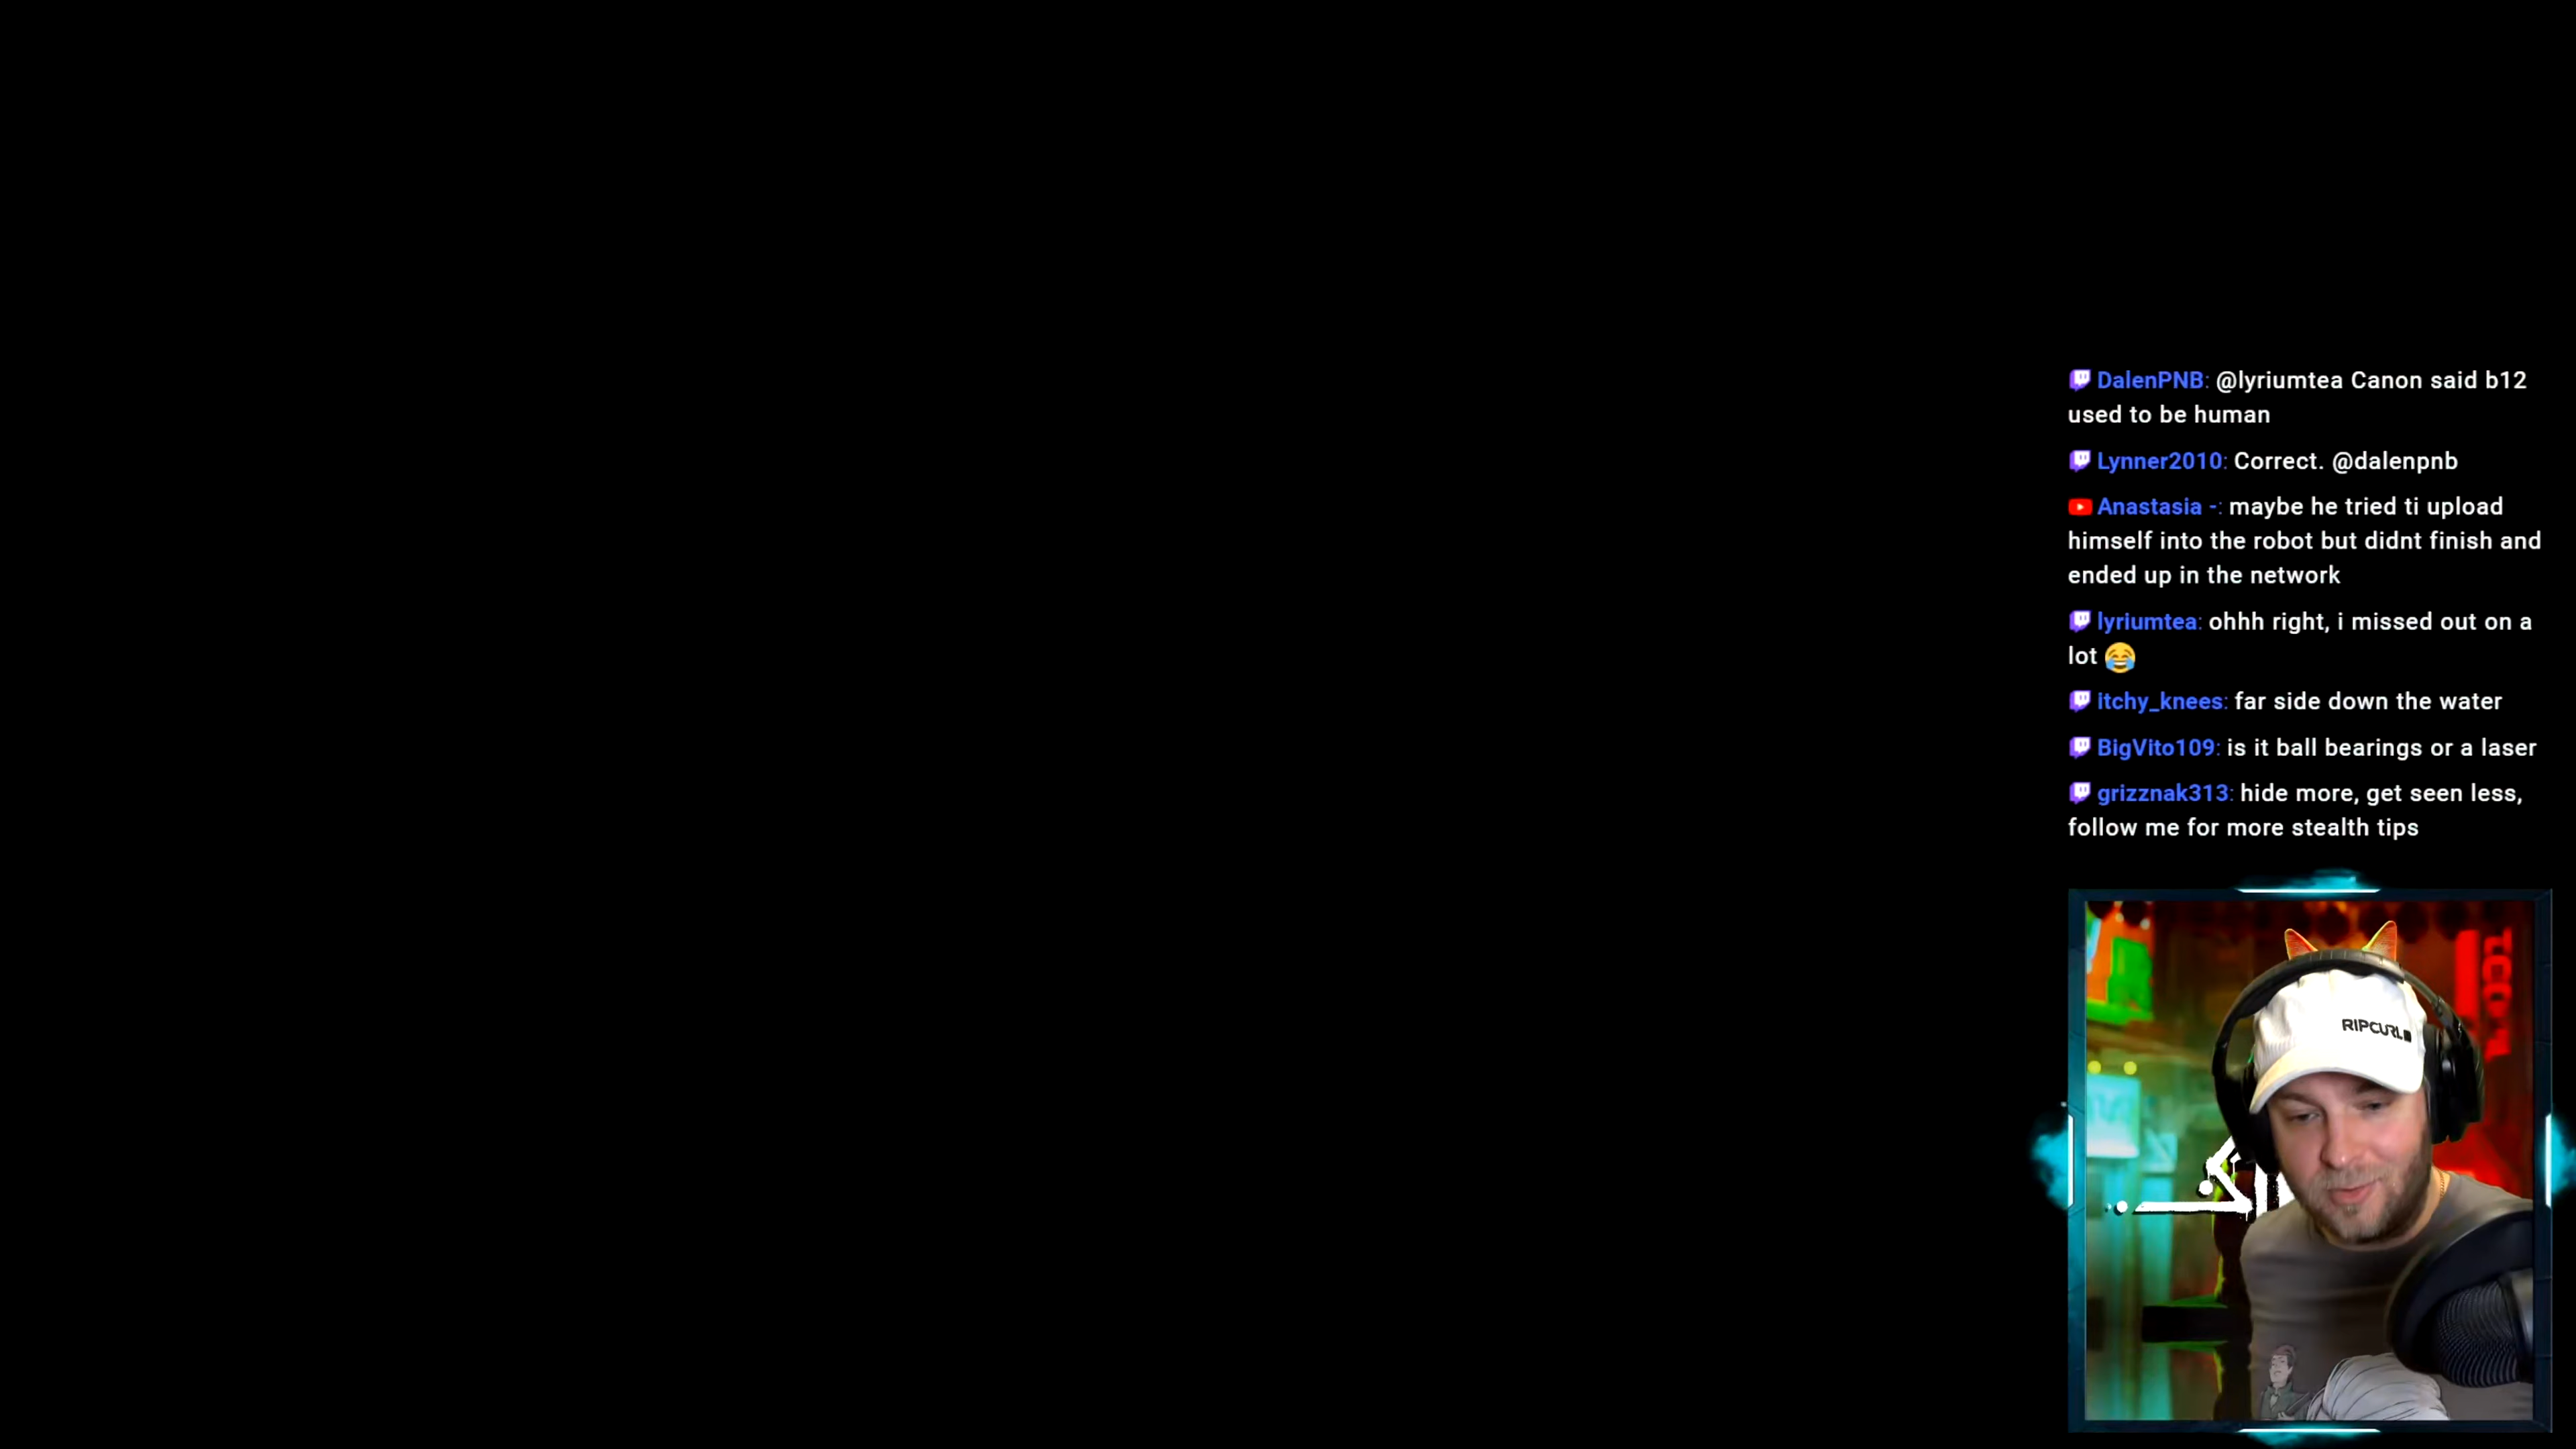 DalenPNB: @lyriumtea Canon said b12
used to be human
Lynner2010: Correct. @dalenpnb
Anastasia -: maybe he tried ti upload
himself into the robot but didnt finish and
ended up in the network
lyriumtea: ohhh right, i missed out on a
lot 😂
itchy_knees: far side down the water
BigVito109: is it ball bearings or a laser
grizznak313: hide more, get seen less,
follow me for more stealth tips
RIPCURL